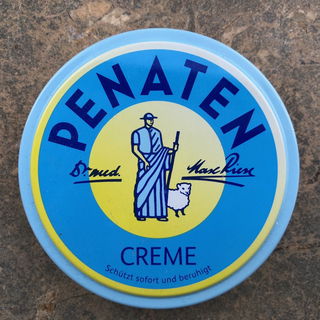 PENATEN
Dr. med. Max Riese
CREME
Schützt sofort und beruhigt